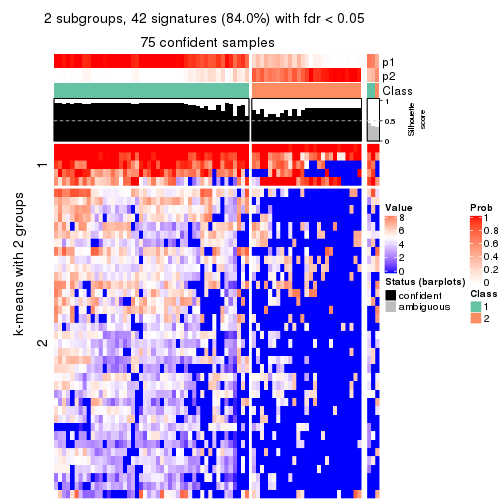 2 subgroups, 42 signatures (84.0%) with fdr < 0.05
75 confident samples
p1
p2
Class
1
0.5
0
Silhouette
score
k-means with 2 groups
1
2
Value
8
6
4
2
0
Status (barplots)
confident
ambiguous
Prob
1
0.8
0.6
0.4
0.2
0
Class
1
2